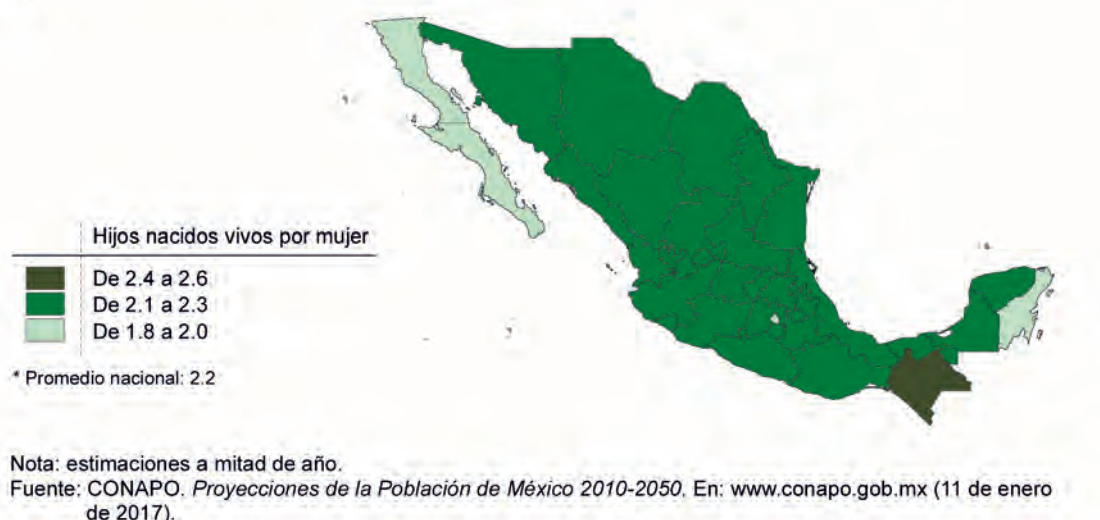 Hijos nacidos vivos por mujer
De 2.4 a 2.6
De 2.1 a 2.3
De 1.8 a 2.0
* Promedio nacional: 2.2
Nota: estimaciones a mitad de año.
Fuente: CONAPO. Proyecciones de la Población de México 2010-2050. En: www.conapo.gob.mx (11 de enero
de 2017).